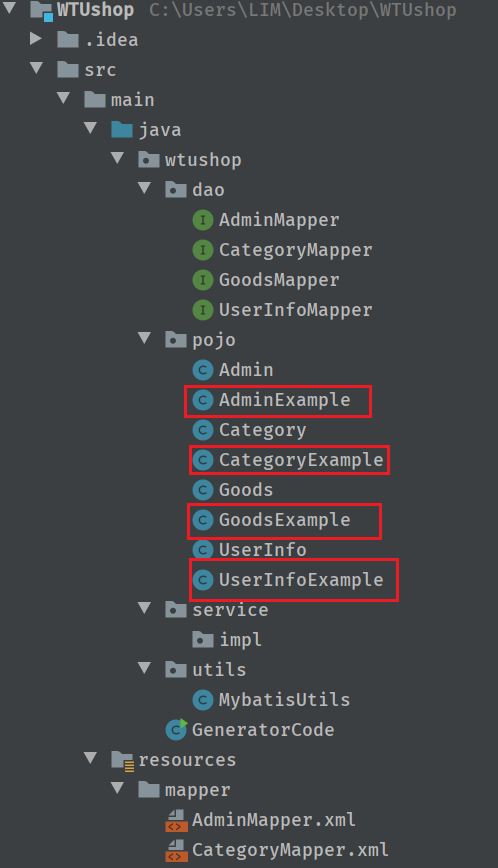 WTUshop C:\Users\LIM\Desktop\WTUshop
.idea
src
main
java
wtushop
dao
I AdminMapper
I CategoryMapper
I GoodsMapper
I UserInfoMapper
pojo
C Admin
C AdminExample
C Category
C CategoryExample
C Goods
C GoodsExample
C UserInfo
C UserInfoExample
service
impl
utils
C MybatisUtils
C GeneratorCode
resources
mapper
AdminMapper.xml
CategoryMapper.xml